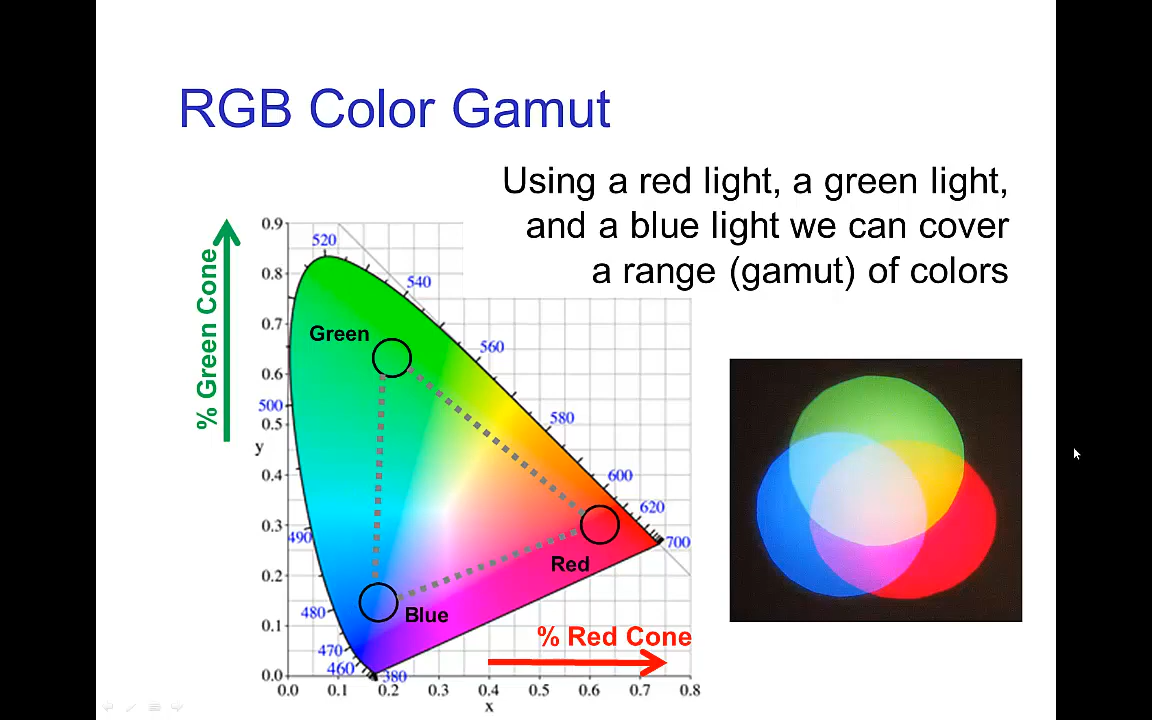 RGB Color Gamut
Using a red light, a green light,
and a blue light we can cover
a range (gamut) of colors
% Green Cone
0.9
0.8
0.7
0.6
0.5
0.4
0.3
0.2
0.1
0.0
y
520
540
560
580
600
620
700
500
490
480
470
460
380
Green
Red
Blue
% Red Cone
0.0 0.1 0.2 0.3 0.4 0.5 0.6 0.7 0.8
x